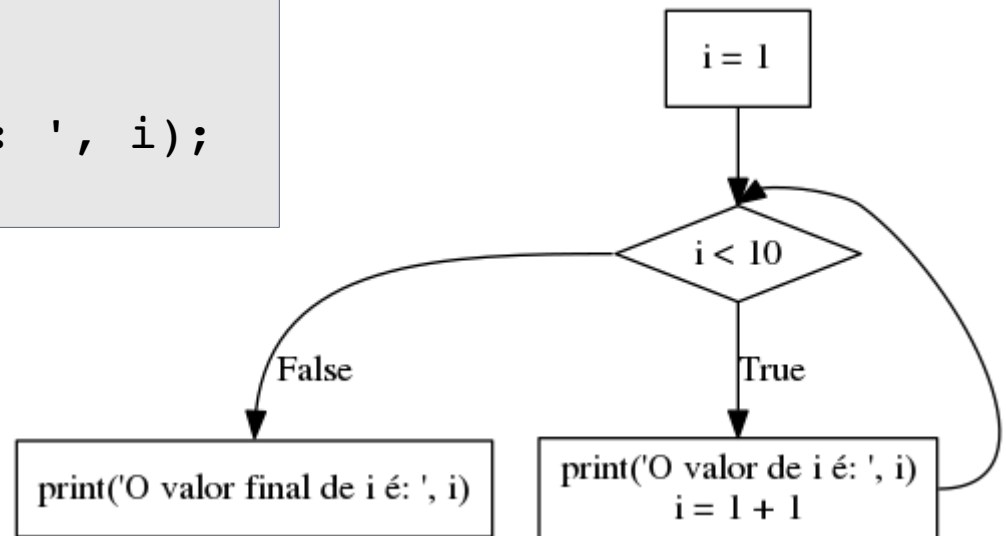 : ', i);
i = 1
i < 10
False
True
print('O valor final de i é: ', i)
print('O valor de i é: ', i)
i = 1 + 1